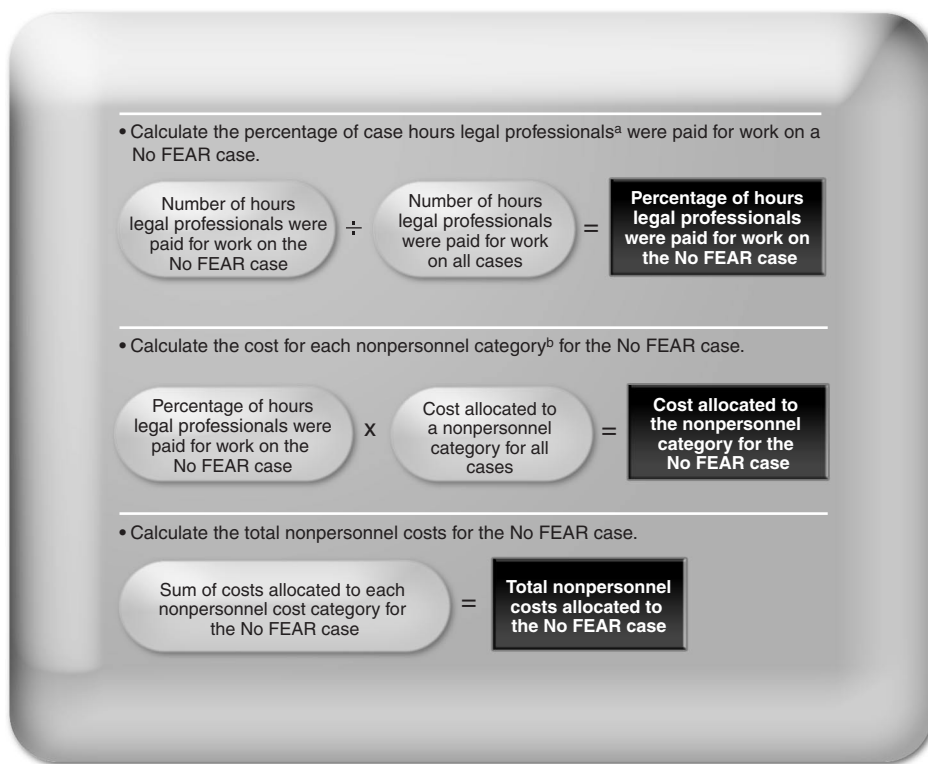 • Calculate the percentage of case hours legal professionalsᵃ were paid for work on a
No FEAR case.
Number of hours
legal professionals were
paid for work on the
No FEAR case
÷
Number of hours
legal professionals
were paid for work
on all cases
=
Percentage of hours
legal professionals
were paid for work on
the No FEAR case
• Calculate the cost for each nonpersonnel categoryᵇ for the No FEAR case.
Percentage of hours
legal professionals were
paid for work on the
No FEAR case
x
Cost allocated to
a nonpersonnel
category for all
cases
=
Cost allocated to
the nonpersonnel
category for the
No FEAR case
• Calculate the total nonpersonnel costs for the No FEAR case.
Sum of costs allocated to each
nonpersonnel cost category for
the No FEAR case
=
Total nonpersonnel
costs allocated to
the No FEAR case